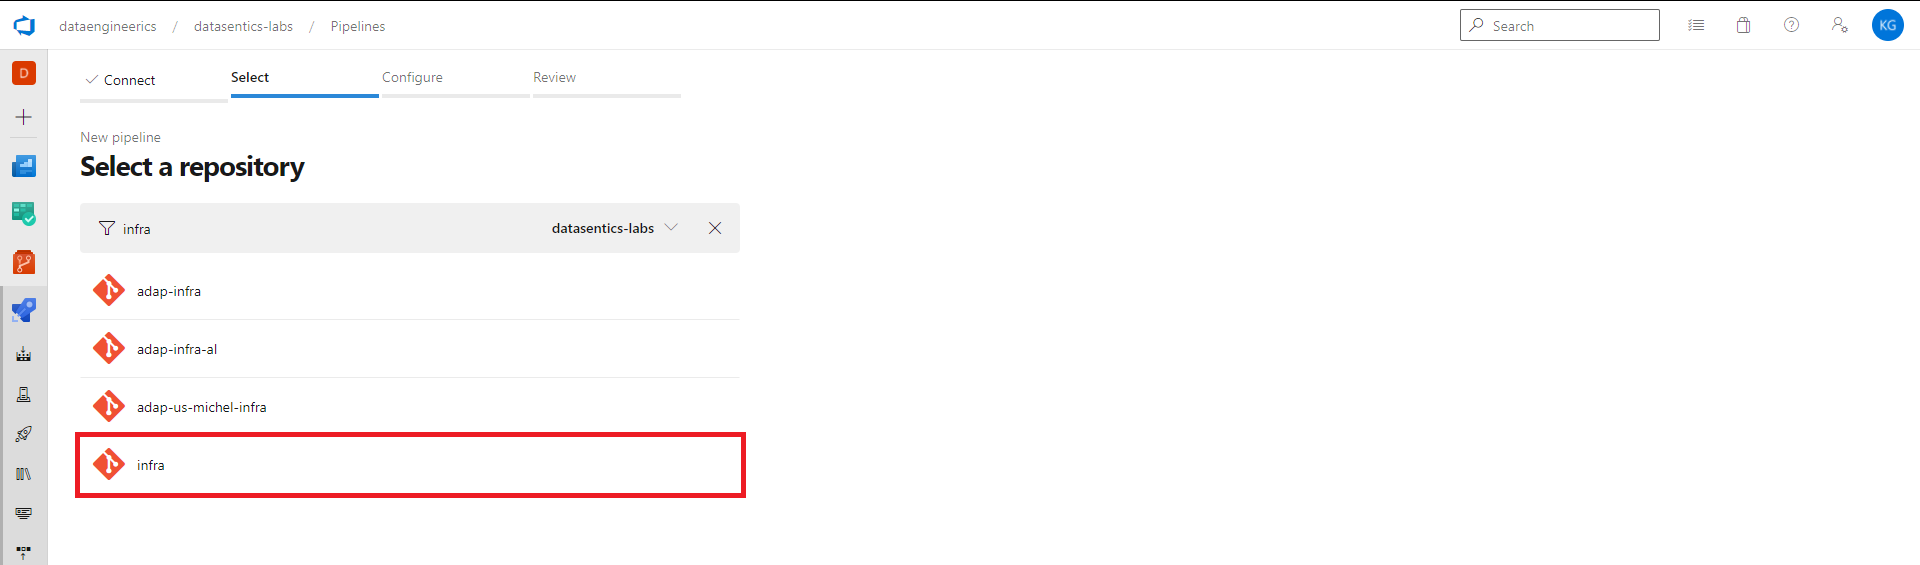 dataengineerics / datasentics-labs / Pipelines
Search
KG
D
Connect Select Configure Review
New pipeline
Select a repository
infra datasentics-labs
adap-infra
adap-infra-al
adap-us-michel-infra
infra